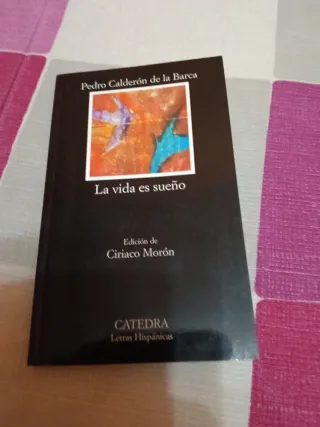 Pedro Calderón de la Barca
La vida es sueño
Edición de
Ciriaco Morón
CATEDRA
Letras Hispánicas